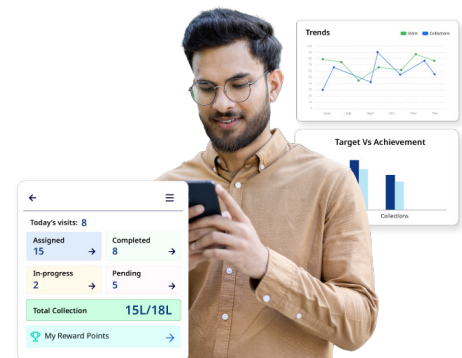 Trends
Visits
Collections
Target Vs Achievement
Collections
Today's visits: 8
Assigned
15
Completed
8
In-progress
2
Pending
5
Total Collection
15L/18L
My Reward Points